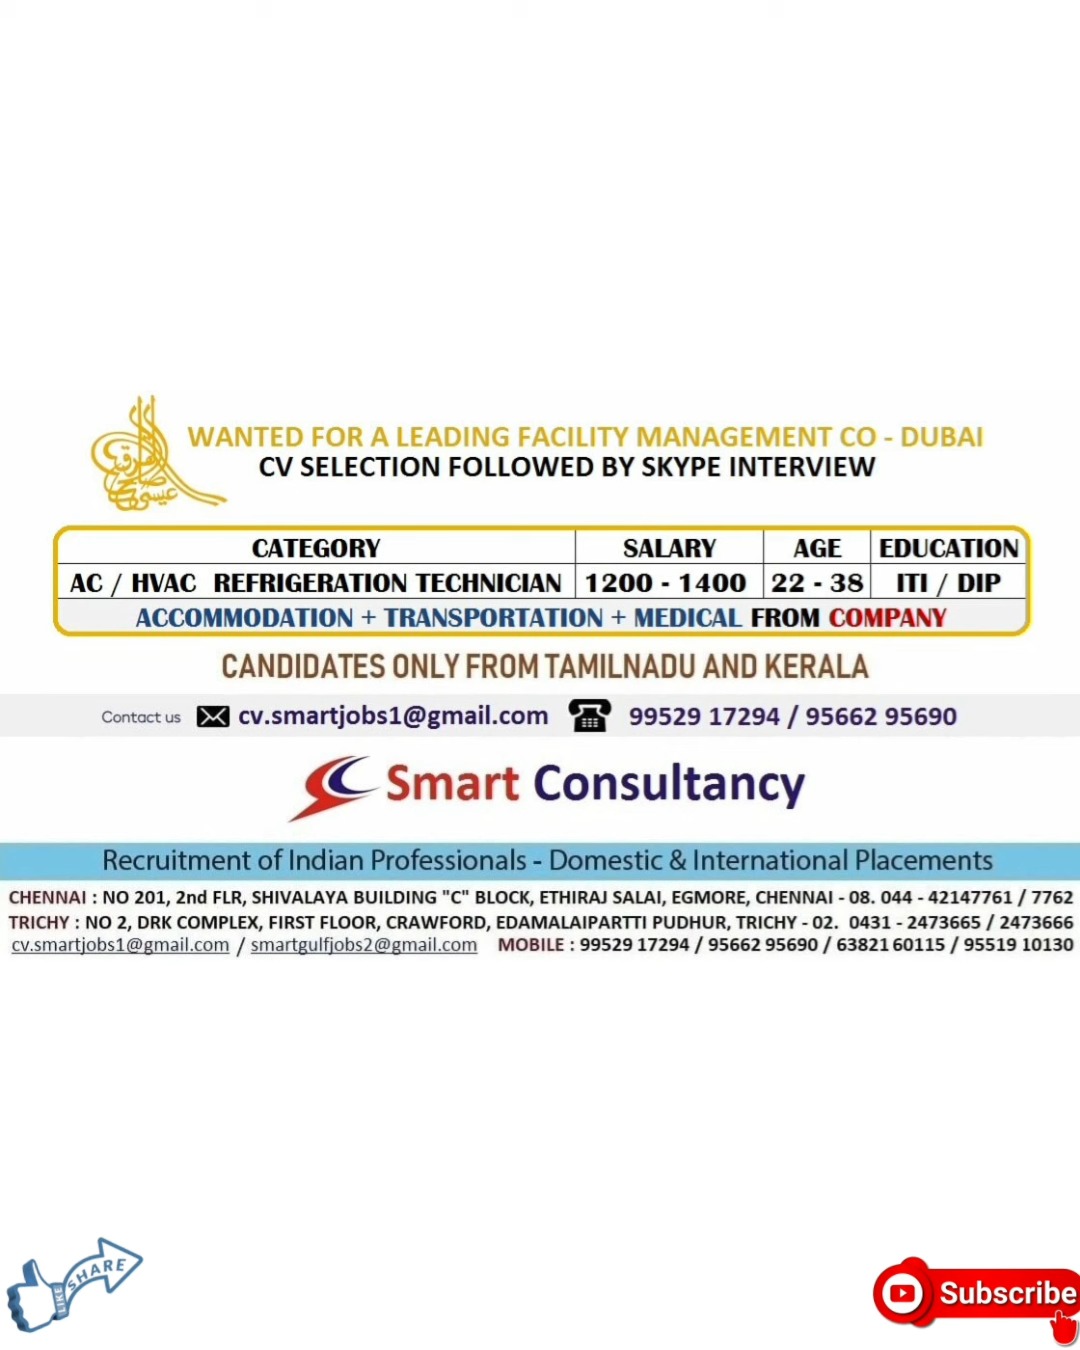 WANTED FOR A LEADING FACILITY MANAGEMENT CO - DUBAI
CV SELECTION FOLLOWED BY SKYPE INTERVIEW
CATEGORY SALARY AGE EDUCATION
AC / HVAC REFRIGERATION TECHNICIAN 1200 - 1400 22 - 38 ITI / DIP
ACCOMMODATION + TRANSPORTATION + MEDICAL FROM COMPANY
CANDIDATES ONLY FROM TAMILNADU AND KERALA
Contact us cv.smartjobs1@gmail.com 99529 17294 / 95662 95690
Smart Consultancy
Recruitment of Indian Professionals - Domestic & International Placements
CHENNAI : NO 201, 2nd FLR, SHIVALAYA BUILDING "C" BLOCK, ETHIRAJ SALAI, EGMORE, CHENNAI - 08. 044 - 42147761 / 7762
TRICHY : NO 2, DRK COMPLEX, FIRST FLOOR, CRAWFORD, EDAMALAIPARTTI PUDHUR, TRICHY - 02. 0431 - 2473665 / 2473666
cv.smartjobs1@gmail.com / smartgulfjobs2@gmail.com MOBILE : 99529 17294 / 95662 95690 / 63821 60115 / 95519 10130
LIKE SHARE
Subscribe